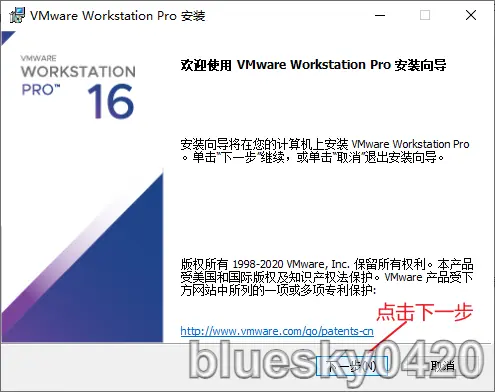 VMware Workstation Pro 安装
VMWARE
WORKSTATION
PRO™ 16
欢迎使用 VMware Workstation Pro 安装向导
安装向导将在您的计算机上安装 VMware Workstation Pro
。单击“下一步”继续，或单击“取消”退出安装向导。
版权所有 1998-2020 VMware, Inc. 保留所有权利。本产品
受美国和国际版权及知识产权法保护。VMware 产品受下
方网站中所列的一项或多项专利保护:
点击下一步
http://www.vmware.com/go/patents-cn
bluesky0420
下一步(N)
取消